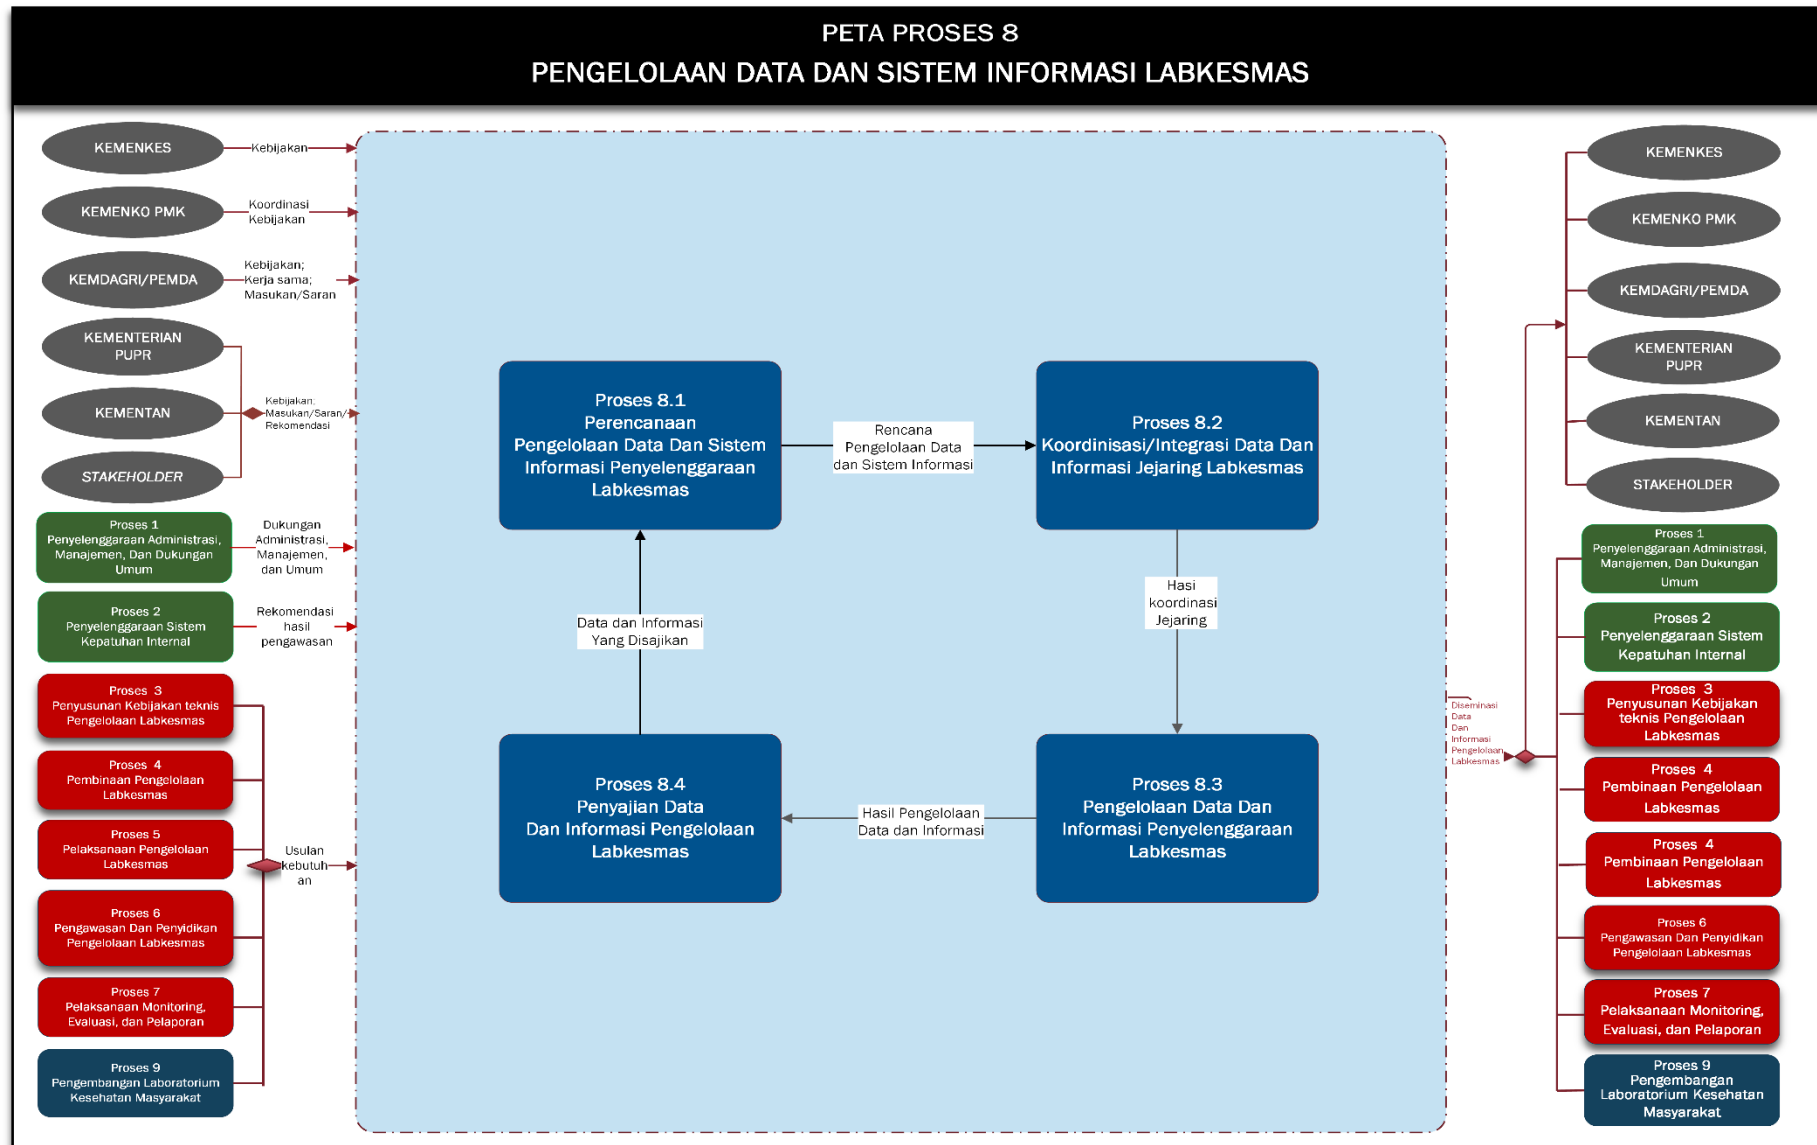 PETA PROSES 8
PENGELOLAAN DATA DAN SISTEM INFORMASI LABKESMAS
KEMENKES
Kebijakan
KEMENKO PMK
Koordinasi
Kebijakan
KEMDAGRI/PEMDA
Kebijakan;
Kerja sama;
Masukan/Saran
KEMENTERIAN
PUPR
KEMENTAN
STAKEHOLDER
Kebijakan;
Masukan/Saran/
Rekomendasi
Proses 1
Penyelenggaraan Administrasi,
Manajemen, Dan Dukungan
Umum
Dukungan
Administrasi,
Manajemen,
dan Umum
Proses 2
Penyelenggaraan Sistem
Kepatuhan Internal
Rekomendasi
hasil
pengawasan
Proses 3
Penyusunan Kebijakan teknis
Pengelolaan Labkesmas
Proses 4
Pembinaan Pengelolaan
Labkesmas
Proses 5
Pelaksanaan Pengelolaan
Labkesmas
Proses 6
Pengawasan Dan Penyidikan
Pengelolaan Labkesmas
Proses 7
Pelaksanaan Monitoring,
Evaluasi, dan Pelaporan
Proses 9
Pengembangan Laboratorium
Kesehatan Masyarakat
Usulan
kebutuh
an
Proses 8.1
Perencanaan
Pengelolaan Data Dan Sistem
Informasi Penyelenggaraan
Labkesmas
Rencana
Pengelolaan Data
dan Sistem Informasi
Proses 8.2
Koordinisasi/Integrasi Data Dan
Informasi Jejaring Labkesmas
Hasi
koordinasi
Jejaring
Proses 8.3
Pengelolaan Data Dan
Informasi Penyelenggaraan
Labkesmas
Hasil Pengelolaan
Data dan Informasi
Proses 8.4
Penyajian Data
Dan Informasi Pengelolaan
Labkesmas
Data dan Informasi
Yang Disajikan
Diseminasi
Data
Dan
Informasi
Pengelolaan
Labkesmas
KEMENKES
KEMENKO PMK
KEMDAGRI/PEMDA
KEMENTERIAN
PUPR
KEMENTAN
STAKEHOLDER
Proses 1
Penyelenggaraan Administrasi,
Manajemen, Dan Dukungan
Umum
Proses 2
Penyelenggaraan Sistem
Kepatuhan Internal
Proses 3
Penyusunan Kebijakan
teknis Pengelolaan
Labkesmas
Proses 4
Pembinaan Pengelolaan
Labkesmas
Proses 4
Pembinaan Pengelolaan
Labkesmas
Proses 6
Pengawasan Dan Penyidikan
Pengelolaan Labkesmas
Proses 7
Pelaksanaan Monitoring,
Evaluasi, dan Pelaporan
Proses 9
Pengembangan
Laboratorium Kesehatan
Masyarakat